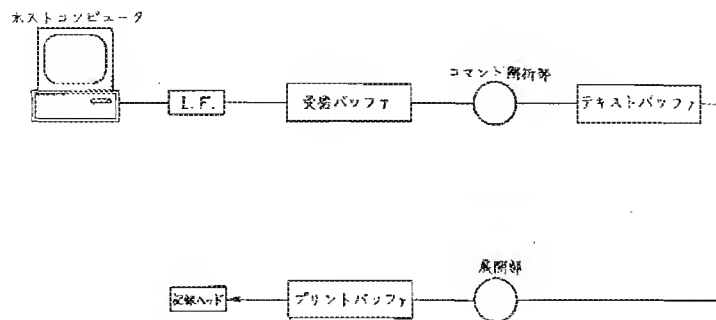 ホストコンピュータ
I.F.
受信バッファ
コマンド解析部
テキストバッファ
展開部
記録ヘッド
プリントバッファ